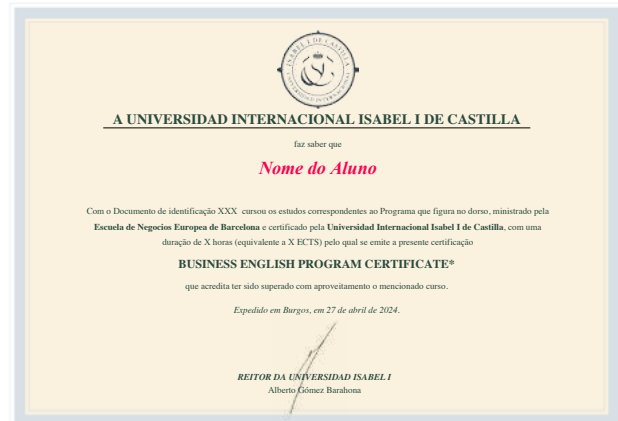 A UNIVERSIDAD INTERNACIONAL ISABEL I DE CASTILLA
faz saber que
Nome do Aluno
Com o Documento de identificação XXX cursou os estudos correspondentes ao Programa que figura no dorso, ministrado pela
Escuela de Negocios Europea de Barcelona e certificado pela Universidad Internacional Isabel I de Castilla, com uma
duração de X horas (equivalente a X ECTS) pelo qual se emite a presente certificação
BUSINESS ENGLISH PROGRAM CERTIFICATE*
que acredita ter sido superado com aproveitamento o mencionado curso.
Expedido em Burgos, em 27 de abril de 2024.
REITOR DA UNIVERSIDAD ISABEL I
Alberto Gómez Barahona